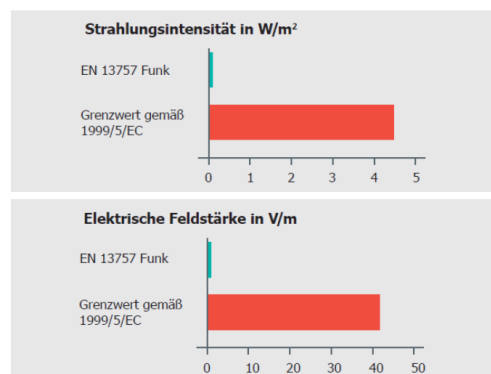 Strahlungsintensität in W/m²
EN 13757 Funk
Grenzwert gemäß
1999/5/EC
0 1 2 3 4 5
Elektrische Feldstärke in V/m
EN 13757 Funk
Grenzwert gemäß
1999/5/EC
0 10 20 30 40 50